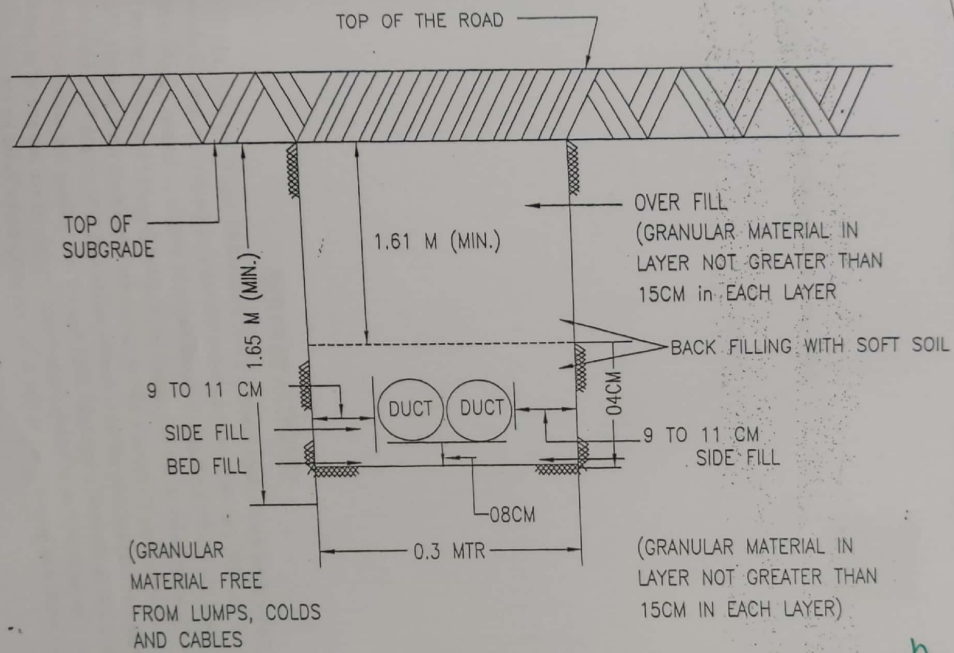 TOP OF THE ROAD
TOP OF
SUBGRADE
1.65 M (MIN.)
1.61 M (MIN.)
OVER FILL
(GRANULAR MATERIAL IN
LAYER NOT GREATER THAN
15CM in EACH LAYER
BACK FILLING WITH SOFT SOIL
9 TO 11 CM
SIDE FILL
BED FILL
DUCT
DUCT
04CM
9 TO 11 CM
SIDE FILL
08CM
0.3 MTR
(GRANULAR
MATERIAL FREE
FROM LUMPS, COLDS
AND CABLES
(GRANULAR MATERIAL IN
LAYER NOT GREATER THAN
15CM IN EACH LAYER)